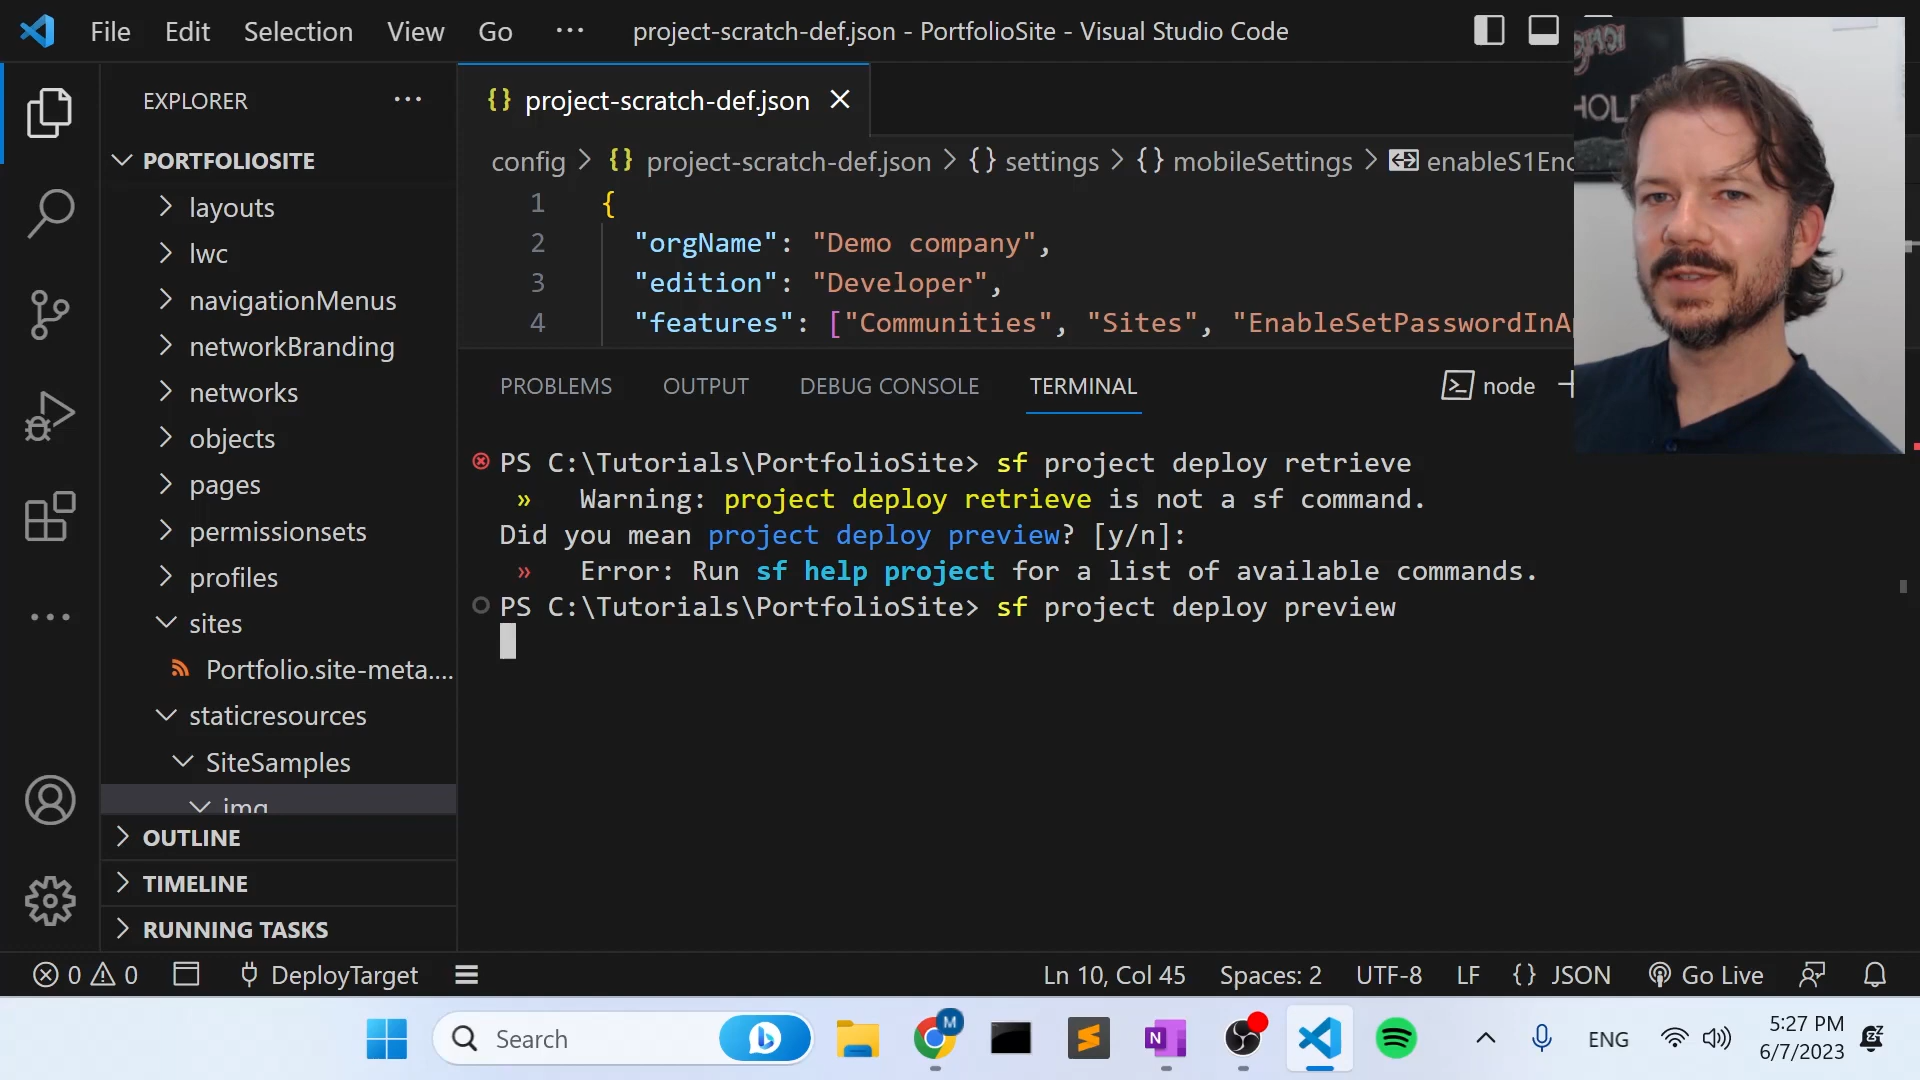 File Edit Selection View Go ··· project-scratch-def.json - PortfolioSite - Visual Studio Code
EXPLORER ···
PORTFOLIOSITE
layouts
lwc
navigationMenus
networkBranding
networks
objects
pages
permissionsets
profiles
sites
Portfolio.site-meta....
staticresources
SiteSamples
img
OUTLINE
TIMELINE
RUNNING TASKS
{} project-scratch-def.json ×
config > {} project-scratch-def.json > {} settings > {} mobileSettings > enableS1Enc
1 {
2 "orgName": "Demo company",
3 "edition": "Developer",
4 "features": ["Communities", "Sites", "EnableSetPasswordInA
PROBLEMS OUTPUT DEBUG CONSOLE TERMINAL node
PS C:\Tutorials\PortfolioSite> sf project deploy retrieve
» Warning: project deploy retrieve is not a sf command.
Did you mean project deploy preview? [y/n]:
» Error: Run sf help project for a list of available commands.
PS C:\Tutorials\PortfolioSite> sf project deploy preview
0 0 DeployTarget Ln 10, Col 45 Spaces: 2 UTF-8 LF {} JSON Go Live
Search M N ENG 5:27 PM
6/7/2023